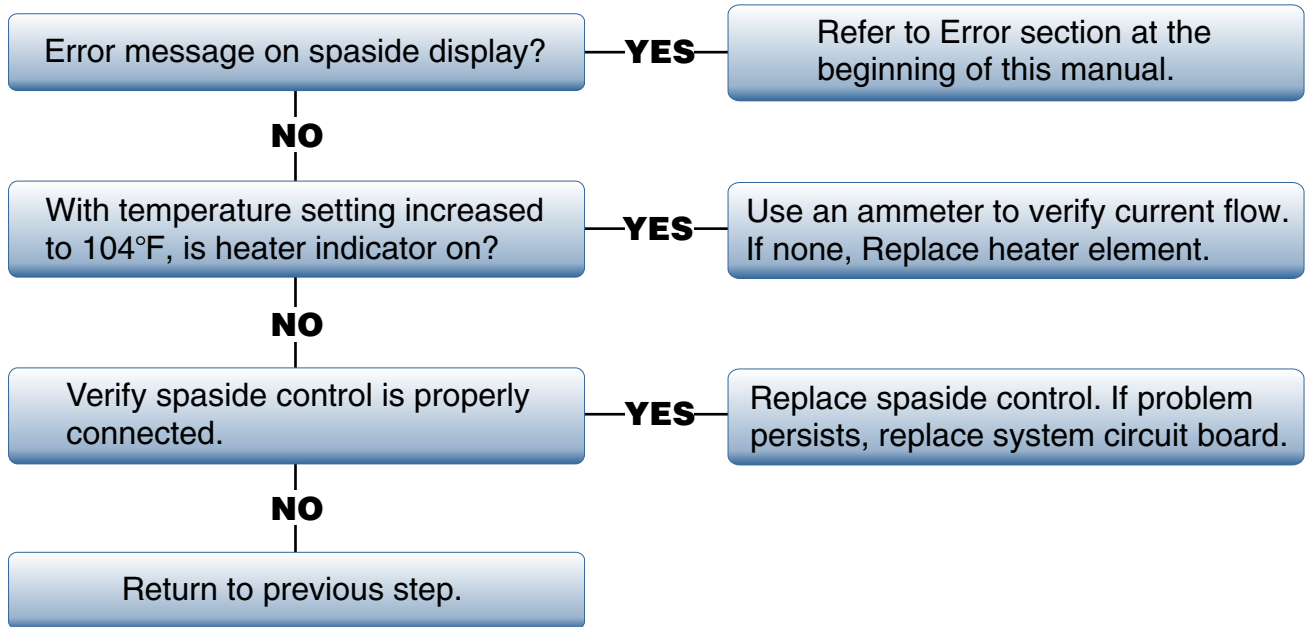 Error message on spaside display?
YES
Refer to Error section at the
beginning of this manual.
NO
With temperature setting increased
to 104°F, is heater indicator on?
YES
Use an ammeter to verify current flow.
If none, Replace heater element.
NO
Verify spaside control is properly
connected.
YES
Replace spaside control. If problem
persists, replace system circuit board.
NO
Return to previous step.